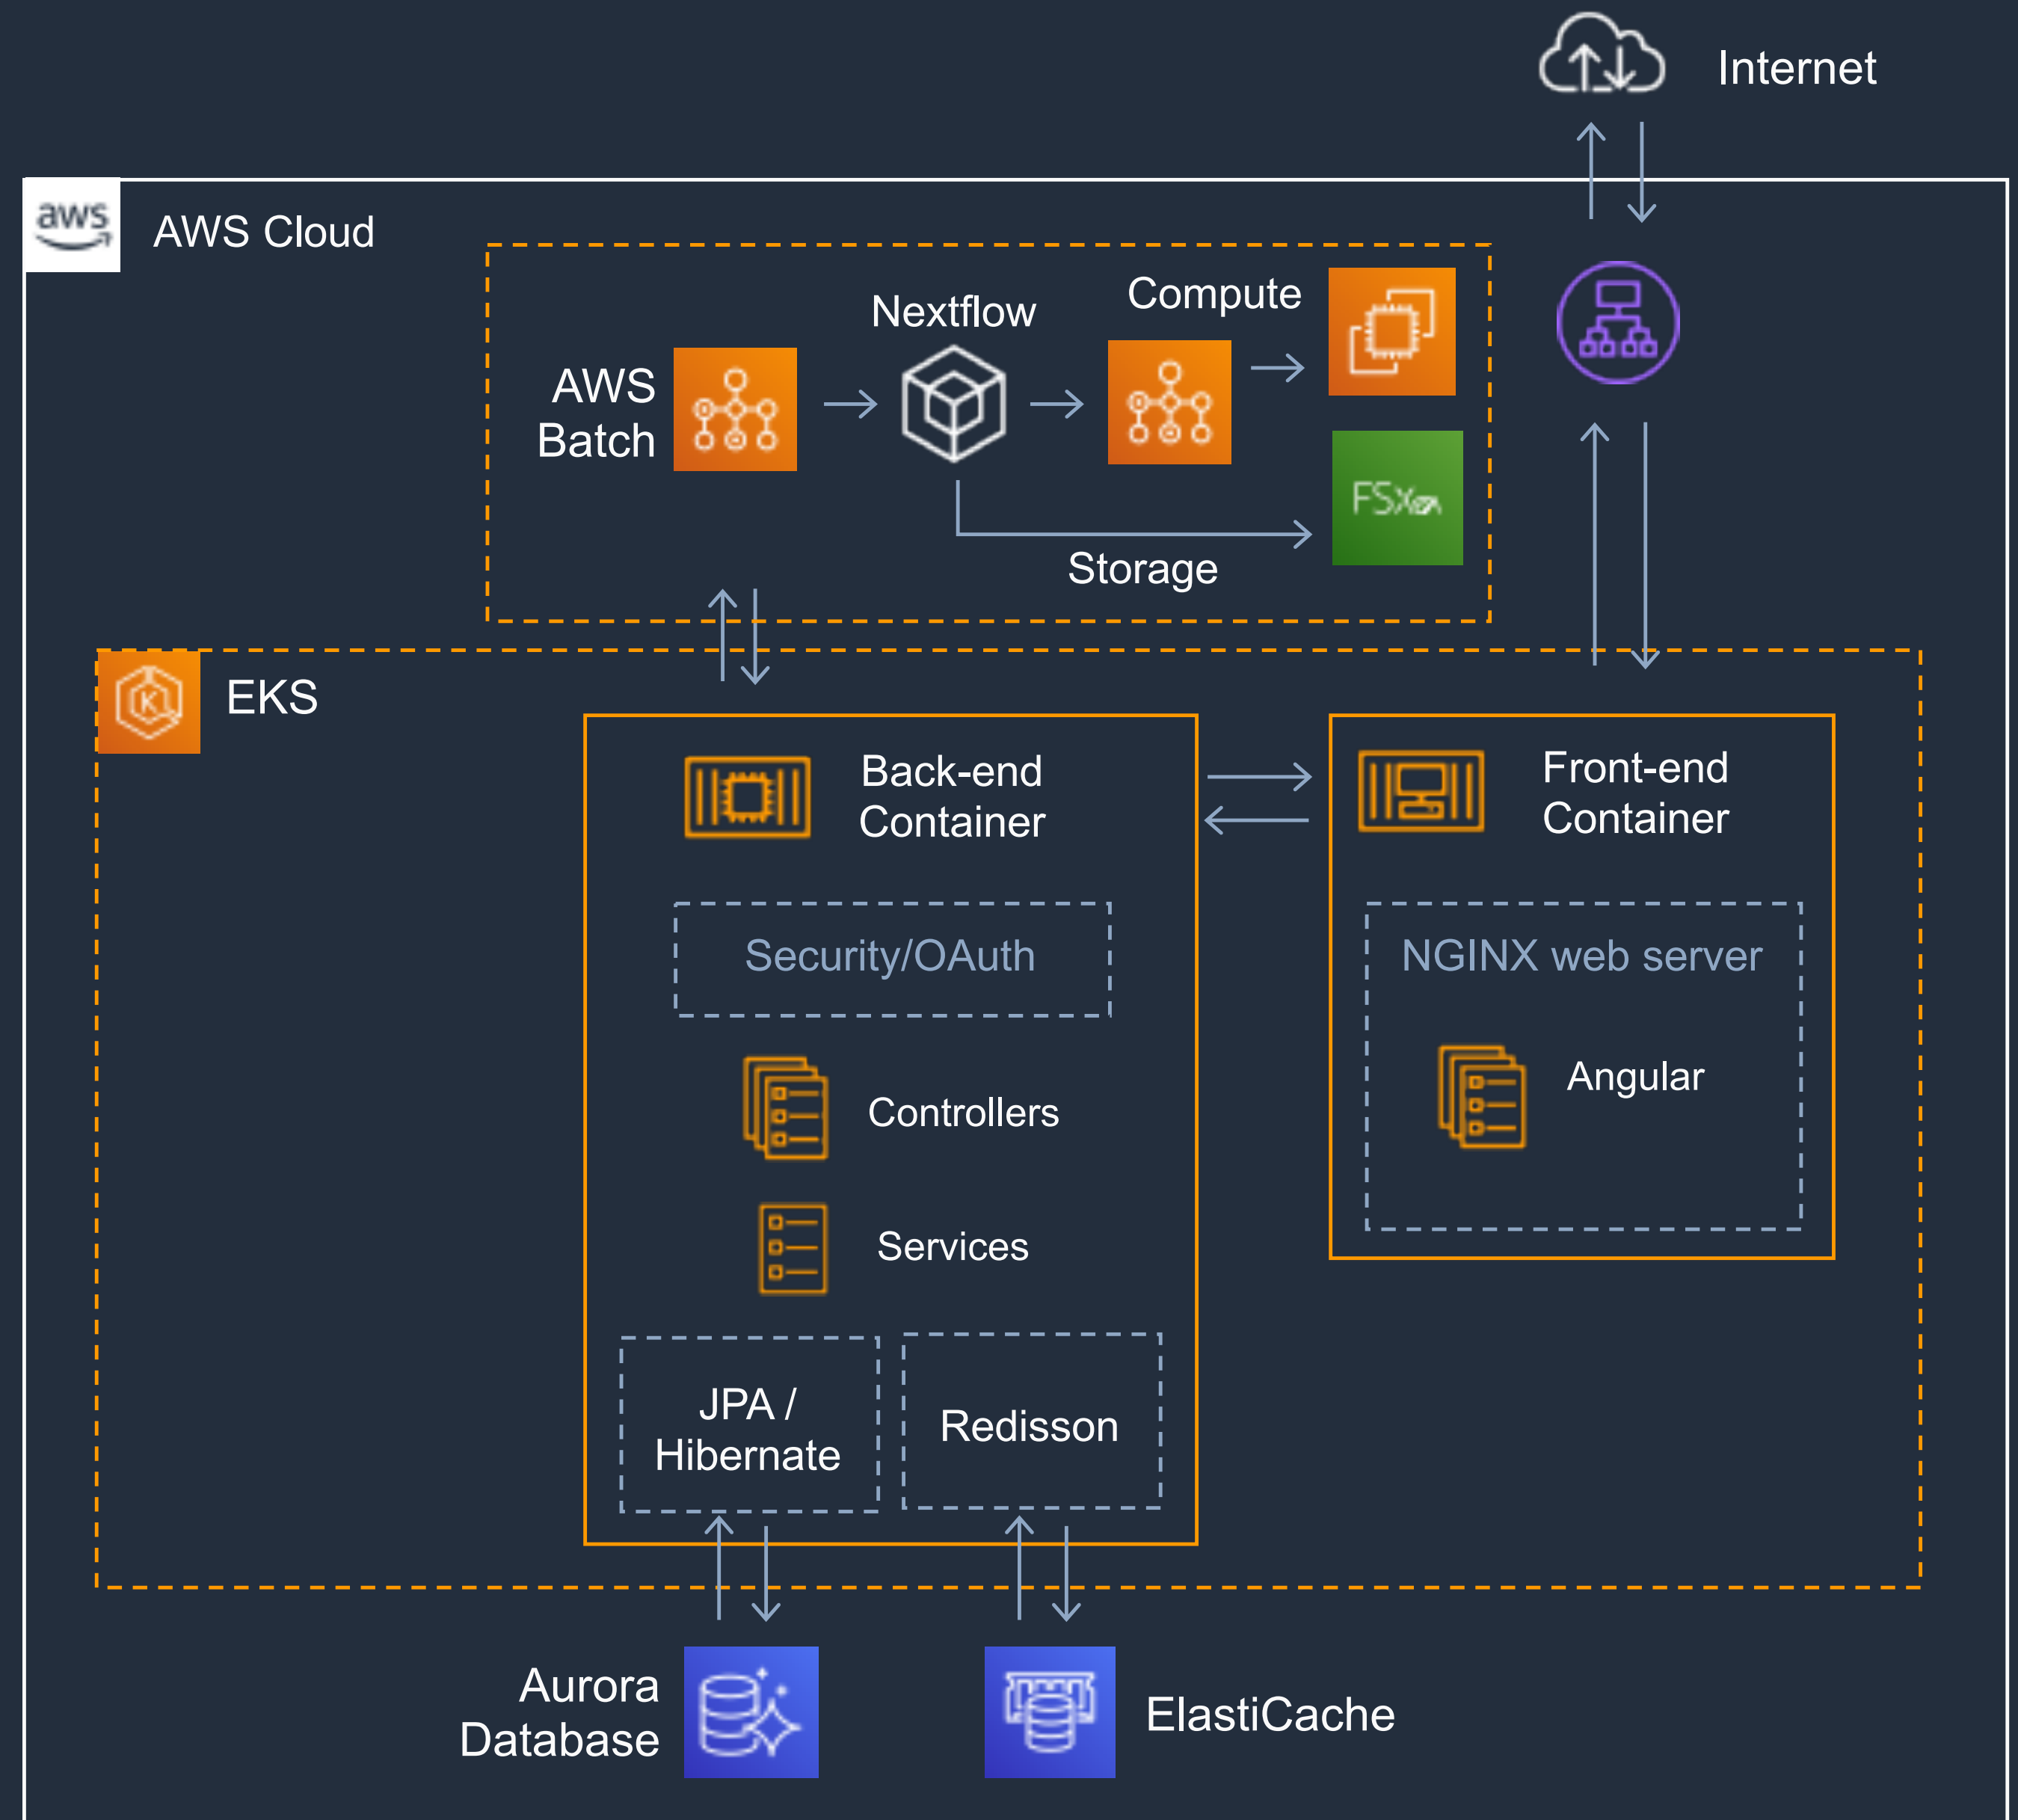 Internet
aws
AWS Cloud
Nextflow
Compute
AWS
Batch
FSx
Storage
EKS
Back-end
Container
Front-end
Container
Security/OAuth
NGINX web server
Controllers
Angular
Services
JPA /
Hibernate
Redisson
Aurora
Database
ElastiCache